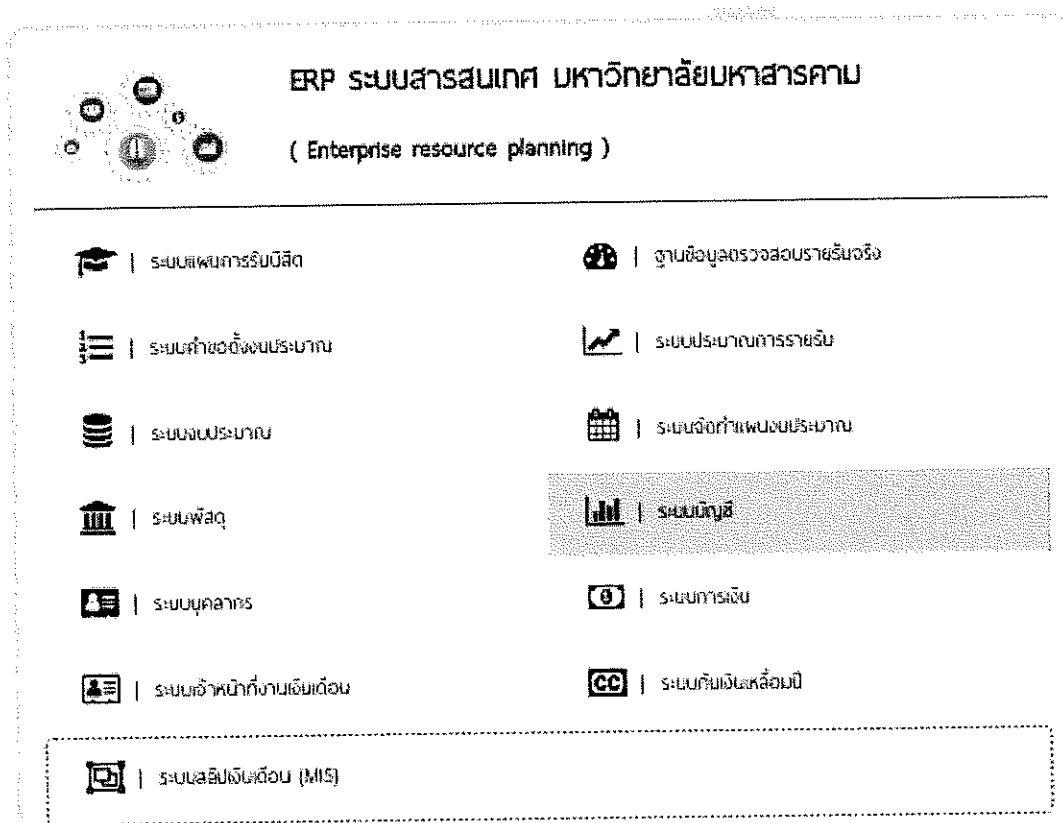 ERP ระบบสารสนเทศ มหาวิทยาลัยมหาสารคาม
( Enterprise resource planning )
ระบบแผนการรับนิสิต
ฐานข้อมูลตรวจสอบรายรับจริง
ระบบคำขอตั้งงบประมาณ
ระบบประมาณการรายรับ
ระบบงบประมาณ
ระบบจัดทำแผนงบประมาณ
ระบบพัสดุ
ระบบบัญชี
ระบบบุคลากร
ระบบการเงิน
ระบบเจ้าหน้าที่งานเงินเดือน
CC ระบบกันเงินเหลื่อมปี
ระบบสลิปเงินเดือน (MIS)